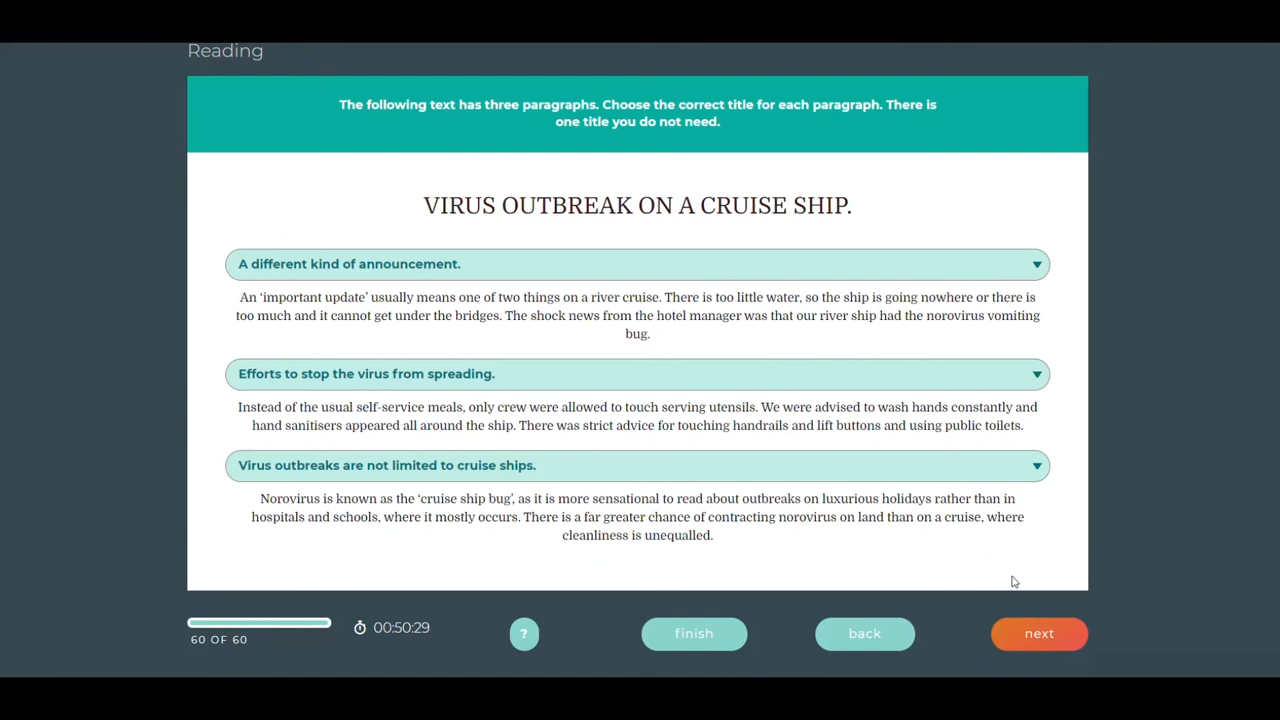 Reading
The following text has three paragraphs. Choose the correct title for each paragraph. There is
one title you do not need.
VIRUS OUTBREAK ON A CRUISE SHIP.
A different kind of announcement.
An ‘important update’ usually means one of two things on a river cruise. There is too little water, so the ship is going nowhere or there is
too much and it cannot get under the bridges. The shock news from the hotel manager was that our river ship had the norovirus vomiting
bug.
Efforts to stop the virus from spreading.
Instead of the usual self-service meals, only crew were allowed to touch serving utensils. We were advised to wash hands constantly and
hand sanitisers appeared all around the ship. There was strict advice for touching handrails and lift buttons and using public toilets.
Virus outbreaks are not limited to cruise ships.
Norovirus is known as the ‘cruise ship bug’, as it is more sensational to read about outbreaks on luxurious holidays rather than in
hospitals and schools, where it mostly occurs. There is a far greater chance of contracting norovirus on land than on a cruise, where
cleanliness is unequalled.
60 OF 60
00:50:29
?
finish
back
next